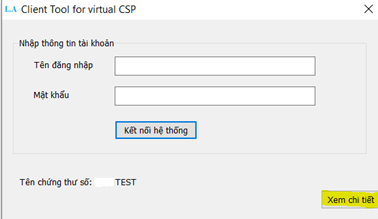 LA Client Tool for virtual CSP
Nhập thông tin tài khoản
Tên đăng nhập
Mật khẩu
Kết nối hệ thống
Tên chứng thư số: TEST
Xem chi tiết